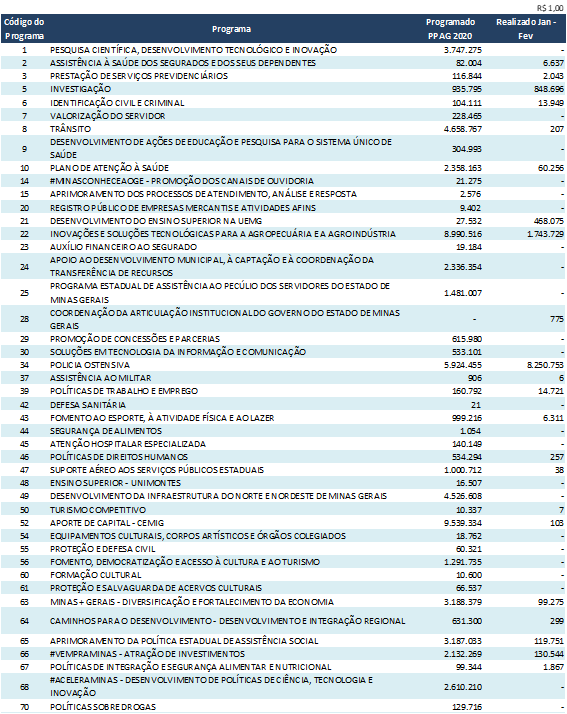 R$ 1,00
Código do Programa Programa Programado PPAG 2020 Realizado Jan - Fev
1 PESQUISA CIENTÍFICA, DESENVOLVIMENTO TECNOLÓGICO E INOVAÇÃO 3.747.275 -
2 ASSISTÊNCIA À SAÚDE DOS SEGURADOS E DOS SEUS DEPENDENTES 82.004 6.637
3 PRESTAÇÃO DE SERVIÇOS PREVIDENCIÁRIOS 116.844 2.043
5 INVESTIGAÇÃO 935.795 848.696
6 IDENTIFICAÇÃO CIVIL E CRIMINAL 104.111 13.949
7 VALORIZAÇÃO DO SERVIDOR 228.465 -
8 TRÂNSITO 4.658.767 207
9 DESENVOLVIMENTO DE AÇÕES DE EDUCAÇÃO E PESQUISA PARA O SISTEMA ÚNICO DE
SAÚDE 304.993 -
10 PLANO DE ATENÇÃO À SAÚDE 2.358.163 60.256
14 #MINASCONHECEAOGE - PROMOÇÃO DOS CANAIS DE OUVIDORIA 21.275 -
15 APRIMORAMENTO DOS PROCESSOS DE ATENDIMENTO, ANÁLISE E RESPOSTA 2.576 -
20 REGISTRO PÚBLICO DE EMPRESAS MERCANTIS E ATIVIDADES AFINS 9.402 -
21 DESENVOLVIMENTO DO ENSINO SUPERIOR NA UEMG 27.532 468.075
22 INOVAÇÕES E SOLUÇÕES TECNOLÓGICAS PARA A AGROPECUÁRIA E A AGROINDÚSTRIA 8.990.516 1.743.729
23 AUXÍLIO FINANCEIRO AO SEGURADO 19.184 -
24 APOIO AO DESENVOLVIMENTO MUNICIPAL, À CAPTAÇÃO E À COORDENAÇÃO DA
TRANSFERÊNCIA DE RECURSOS 2.336.354 -
25 PROGRAMA ESTADUAL DE ASSISTÊNCIA AO PECÚLIO DOS SERVIDORES DO ESTADO DE
MINAS GERAIS 1.481.007 -
28 COORDENAÇÃO DA ARTICULAÇÃO INSTITUCIONAL DO GOVERNO DO ESTADO DE MINAS
GERAIS - 775
29 PROMOÇÃO DE CONCESSÕES E PARCERIAS 615.980 -
30 SOLUÇÕES EM TECNOLOGIA DA INFORMAÇÃO E COMUNICAÇÃO 533.101 -
34 POLICIA OSTENSIVA 5.924.455 8.250.753
37 ASSISTÊNCIA AO MILITAR 906 6
39 POLÍTICAS DE TRABALHO E EMPREGO 160.792 14.721
42 DEFESA SANITÁRIA 21 -
43 FOMENTO AO ESPORTE, À ATIVIDADE FÍSICA E AO LAZER 999.216 6.311
44 SEGURANÇA DE ALIMENTOS 1.054 -
45 ATENÇÃO HOSPITALAR ESPECIALIZADA 140.149 -
46 POLÍTICAS DE DIREITOS HUMANOS 534.294 257
47 SUPORTE AÉREO AOS SERVIÇOS PÚBLICOS ESTADUAIS 1.000.712 38
48 ENSINO SUPERIOR - UNIMONTES 16.507 -
49 DESENVOLVIMENTO DA INFRAESTRUTURA DO NORTE E NORDESTE DE MINAS GERAIS 4.526.608 -
50 TURISMO COMPETITIVO 10.337 7
52 APORTE DE CAPITAL - CEMIG 9.539.334 103
54 EQUIPAMENTOS CULTURAIS, CORPOS ARTÍSTICOS E ÓRGÃOS COLEGIADOS 18.762 -
55 PROTEÇÃO E DEFESA CIVIL 60.321 -
56 FOMENTO, DEMOCRATIZAÇÃO E ACESSO À CULTURA E AO TURISMO 1.291.735 -
60 FORMAÇÃO CULTURAL 10.600 -
61 PROTEÇÃO E SALVAGUARDA DE ACERVOS CULTURAIS 66.537 -
63 MINAS + GERAIS - DIVERSIFICAÇÃO E FORTALECIMENTO DA ECONOMIA 3.188.379 99.275
64 CAMINHOS PARA O DESENVOLVIMENTO - DESENVOLVIMENTO E INTEGRAÇÃO REGIONAL 631.300 299
65 APRIMORAMENTO DA POLÍTICA ESTADUAL DE ASSISTÊNCIA SOCIAL 3.187.033 119.751
66 #VEMPRAMINAS - ATRAÇÃO DE INVESTIMENTOS 2.132.269 130.544
67 POLÍTICAS DE INTEGRAÇÃO E SEGURANÇA ALIMENTAR E NUTRICIONAL 99.344 1.867
68 #ACELERAMINAS - DESENVOLVIMENTO DE POLÍTICAS DE CIÊNCIA, TECNOLOGIA E
INOVAÇÃO 2.610.210 -
70 POLÍTICAS SOBRE DROGAS 129.716 -